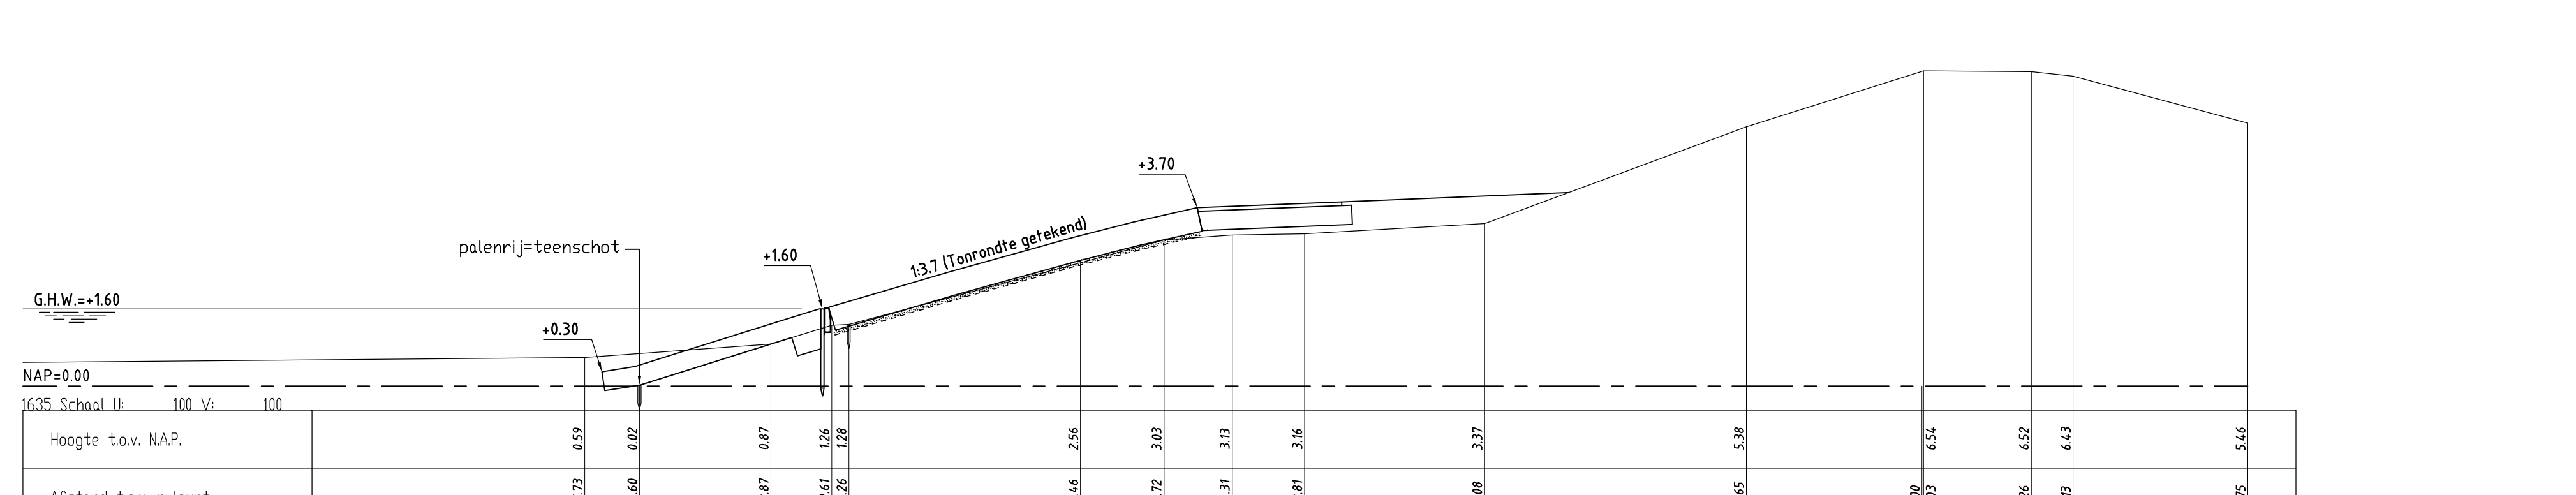 +3.70
1:3.7 (Tonrondte getekend)
palenrij=teenschot
+1.60
G.H.W.=+1.60
+0.30
NAP=0.00
1635 Schaal U: 100 V: 100
Hoogte t.o.v. N.A.P. 0.59 0.02 0.87 1.26 1.28 2.56 3.03 3.13 3.16 3.37 5.38 6.54 6.52 6.43 5.46